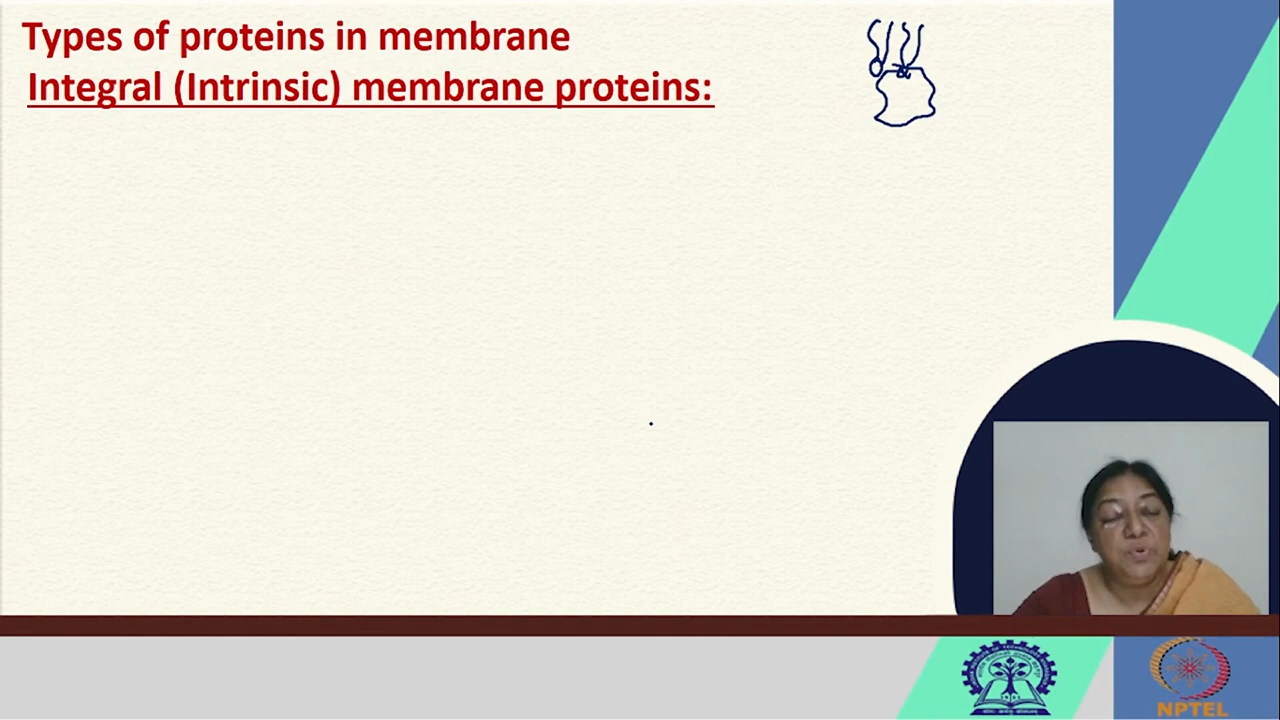 Types of proteins in membrane
Integral (Intrinsic) membrane proteins:
NPTEL